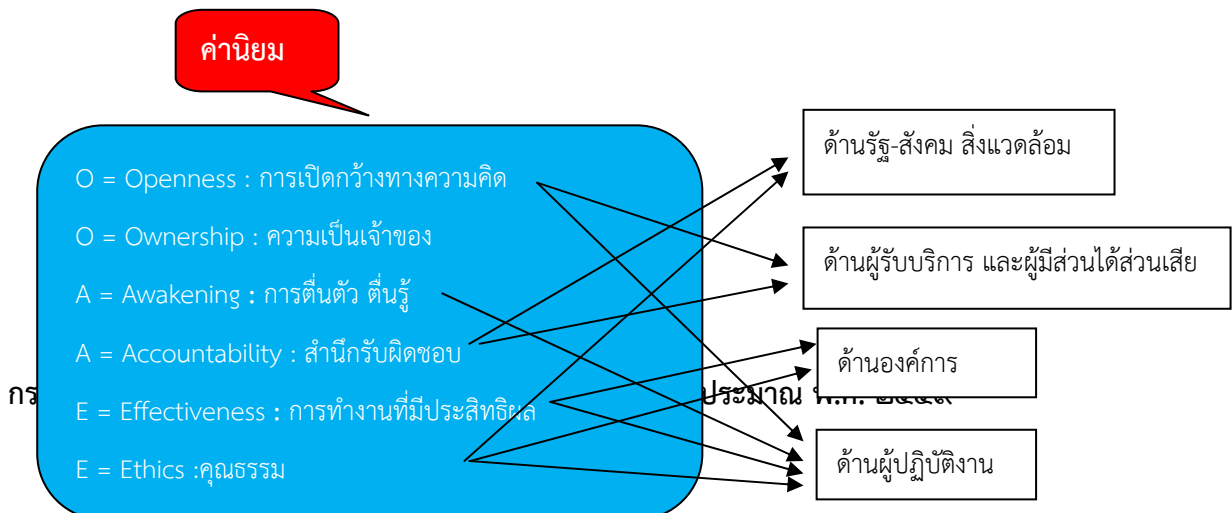 ค่านิยม
O = Openness : การเปิดกว้างทางความคิด
O = Ownership : ความเป็นเจ้าของ
A = Awakening : การตื่นตัว ตื่นรู้
A = Accountability : สำนึกรับผิดชอบ
E = Effectiveness : การทำงานที่มีประสิทธิผล
E = Ethics :คุณธรรม
ด้านรัฐ-สังคม สิ่งแวดล้อม
ด้านผู้รับบริการ และผู้มีส่วนได้ส่วนเสีย
ด้านองค์การ
ด้านผู้ปฏิบัติงาน
กร ประมาณ